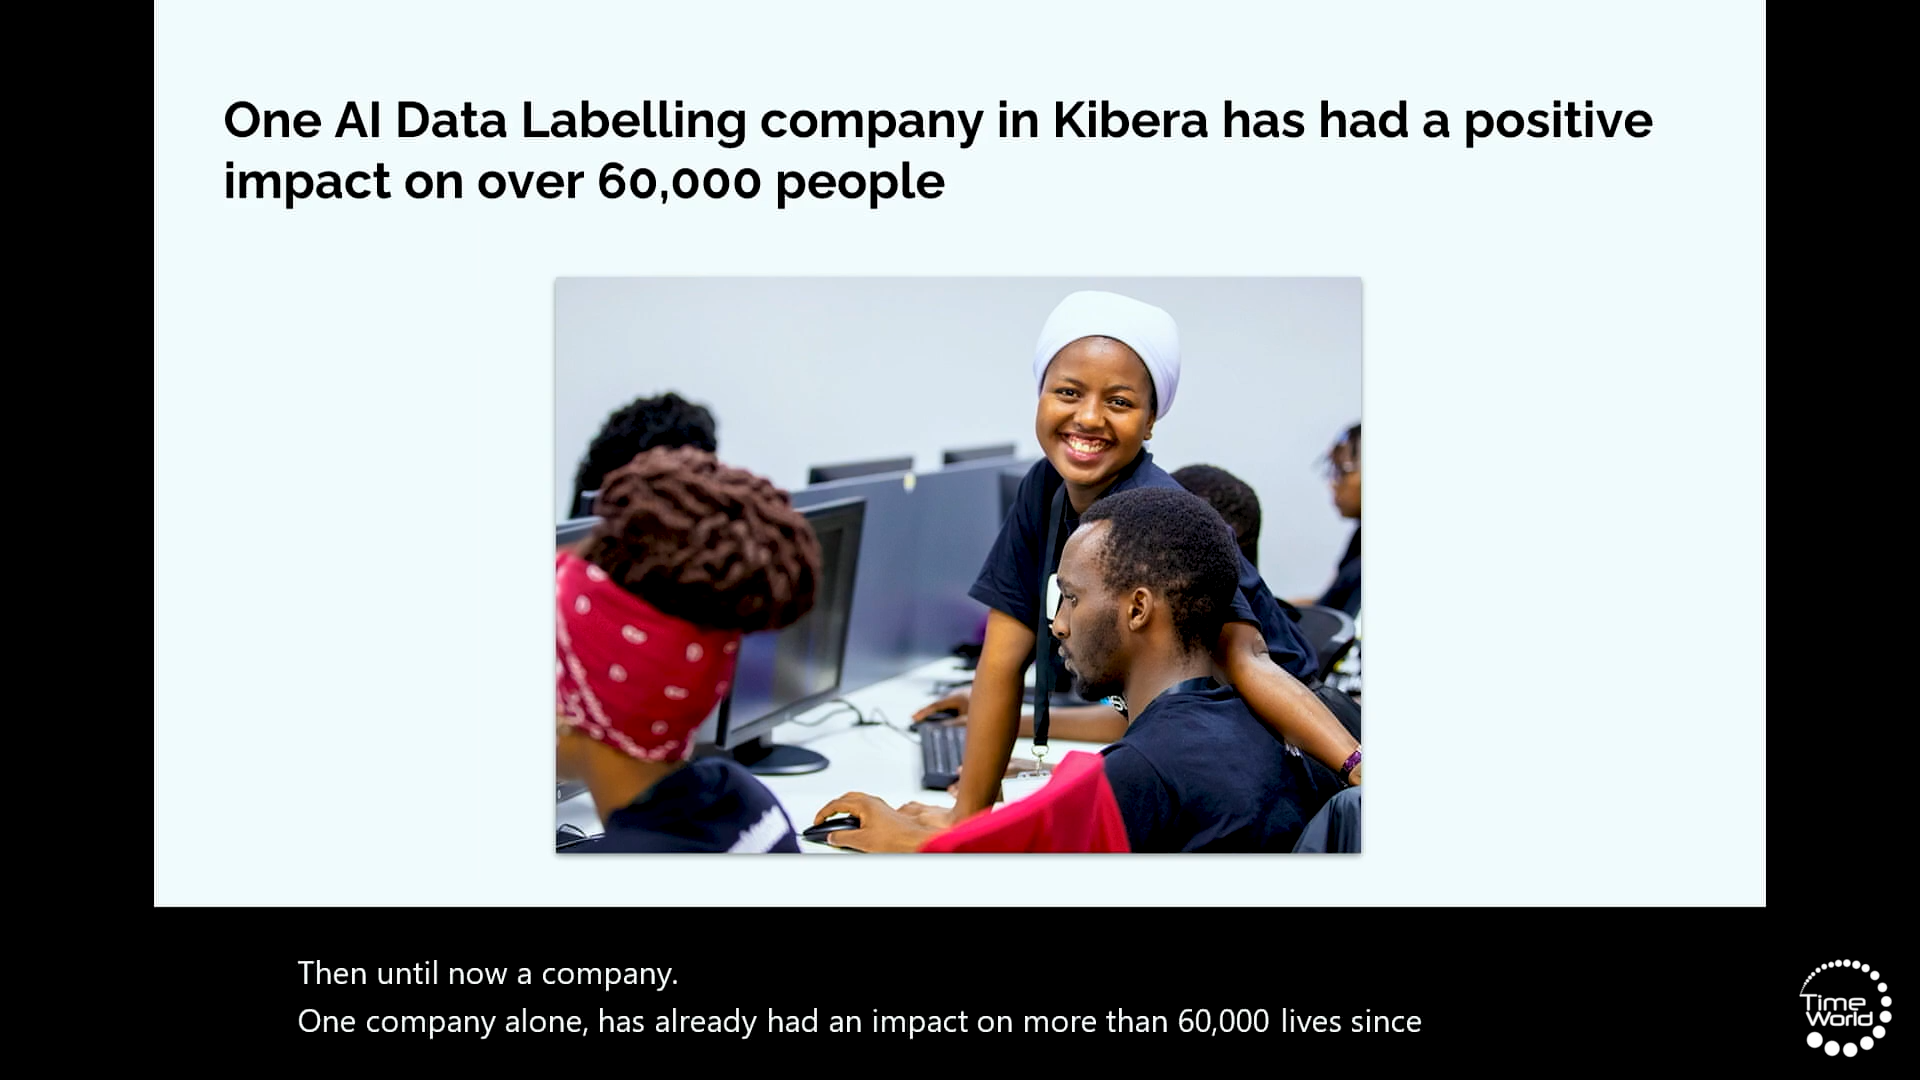 One AI Data Labelling company in Kibera has had a positive
impact on over 60,000 people
Then until now a company.
One company alone, has already had an impact on more than 60,000 lives since
Time
World